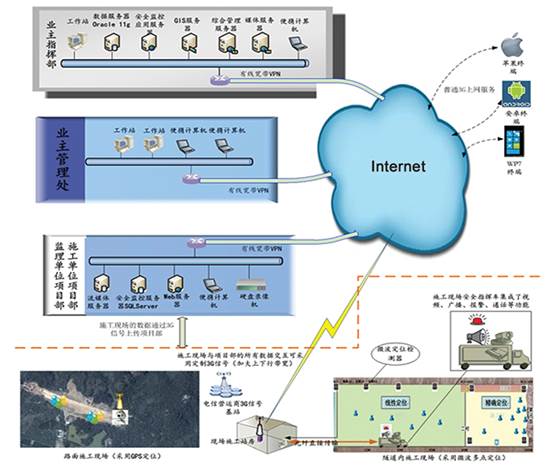 业主指挥部
工作站
数据服务器
Oracle 11g
安全监控
应用服务器
GIS服务器
综合管理
服务器
媒体服务器
便携计算机
有线宽带VPN
苹果终端
普通3G上网服务
安卓终端
WP7
终端
Internet
业主管理处
工作站
工作站
便携计算机
便携计算机
有线宽带VPN
施工单位项目部
监理单位项目部
有线宽带VPN
流媒体
服务器
安全监控服务
器SQLServer
Web服务
器
便携计
算机
硬盘录像
机
施工现场的数据通过3G
信号上传项目部
施工现场安全指挥车集成了视
频、广播、报警、通话等功能
施工现场与项目部的所有数据交互可采
用定制3G信号(加大上下行带宽)
微波定位检
测器
电信营运商3G信号
基站
线性定位
精确定位
现场施工站房
光纤直接传输
路面施工现场(采用GPS定位)
隧道内施工现场(采用微波多点定位)